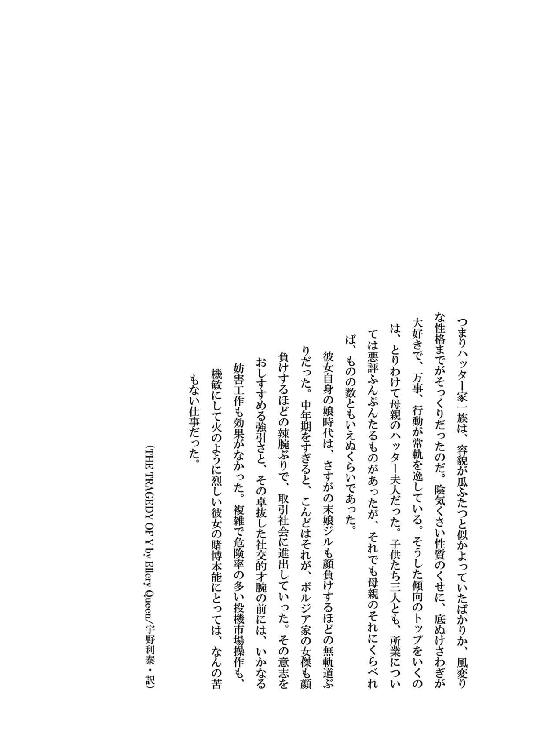 つまりハッター家一族は、容貌が瓜ふたつと似かよっていたばかりか、風変り
な性格までがそっくりだったのだ。陰気くさい性質のくせに、底ぬけさわぎが
大好きで、万事、行動が常軌を逸している。そうした傾向のトップをいくの
は、とりわけて母親のハッター夫人だった。子供たち三人とも、所業につい
ては悪評ふんぷんたるものがあったが、それでも母親のそれにくらべれ
ば、ものの数ともいえぬくらいであった。
彼女自身の娘時代は、さすがの末娘ジルも顔負けするほどの無軌道ぶ
りだった。中年期をすぎると、こんどはそれが、ボルジア家の女傑も顔
負けするほどの辣腕ぶりで、取引社会に進出していった。その意志を
おしすすめる強引さと、その卓抜した社交的才腕の前には、いかなる
妨害工作も効果がなかった。複雑で危険率の多い投機市場操作も、
機敏にして火のように烈しい彼女の賭博本能にとっては、なんの苦
もない仕事だった。
(THE TRAGEDY OF Y by Ellery Queen/宇野利泰・訳)